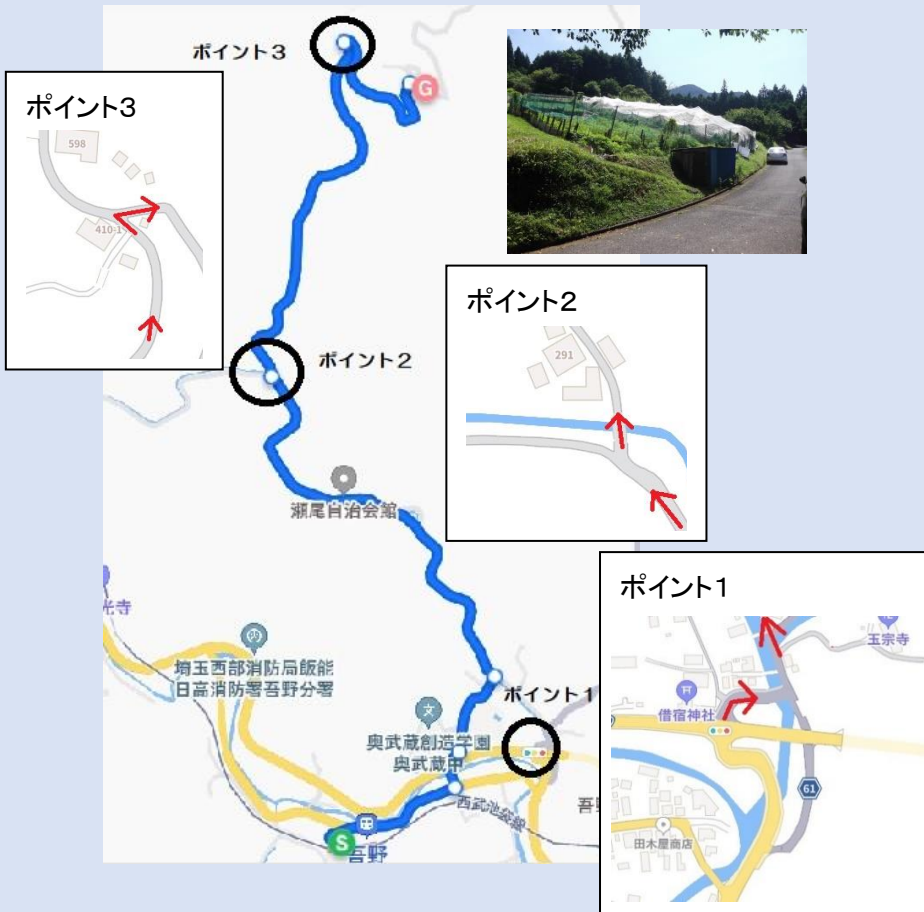 ポイント3
G
ポイント3
598
410-1
ポイント2
291
ポイント2
瀬尾自治会館
ポイント1
光寺
埼玉西部消防局飯能
日高消防署吾野分署
ポイント1
奥武蔵創造学園
奥武蔵中
西武池袋線
吾野
S
吾野
玉宗寺
借宿神社
61
田木屋商店